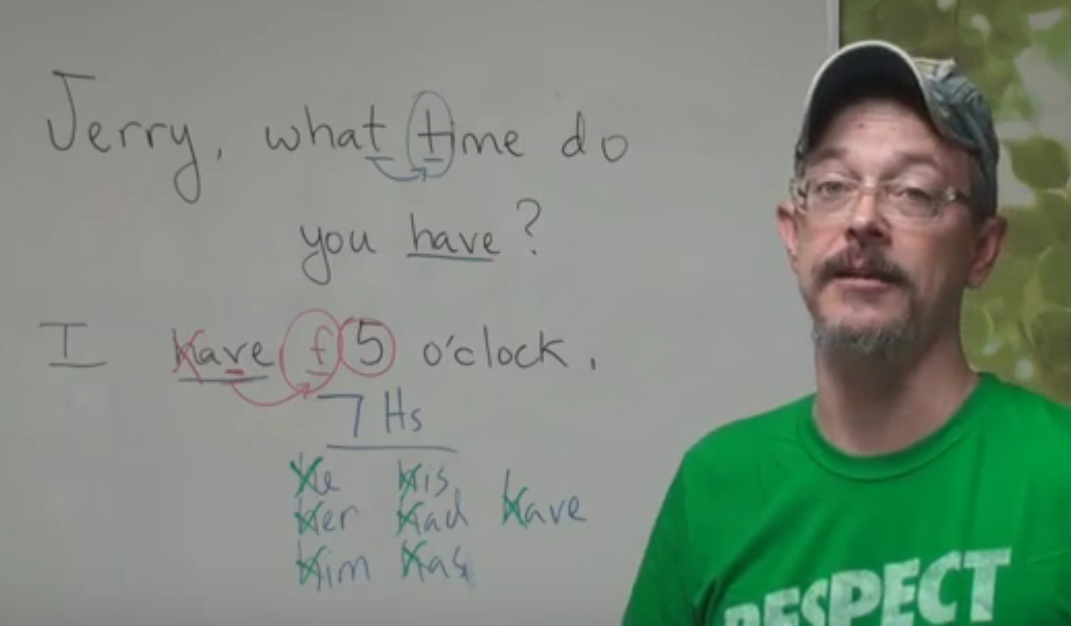 Jerry, what time do
you have?
I have f 5 o'clock.
7 Hs
He His
Her Had Have
Him Has
RESPECT